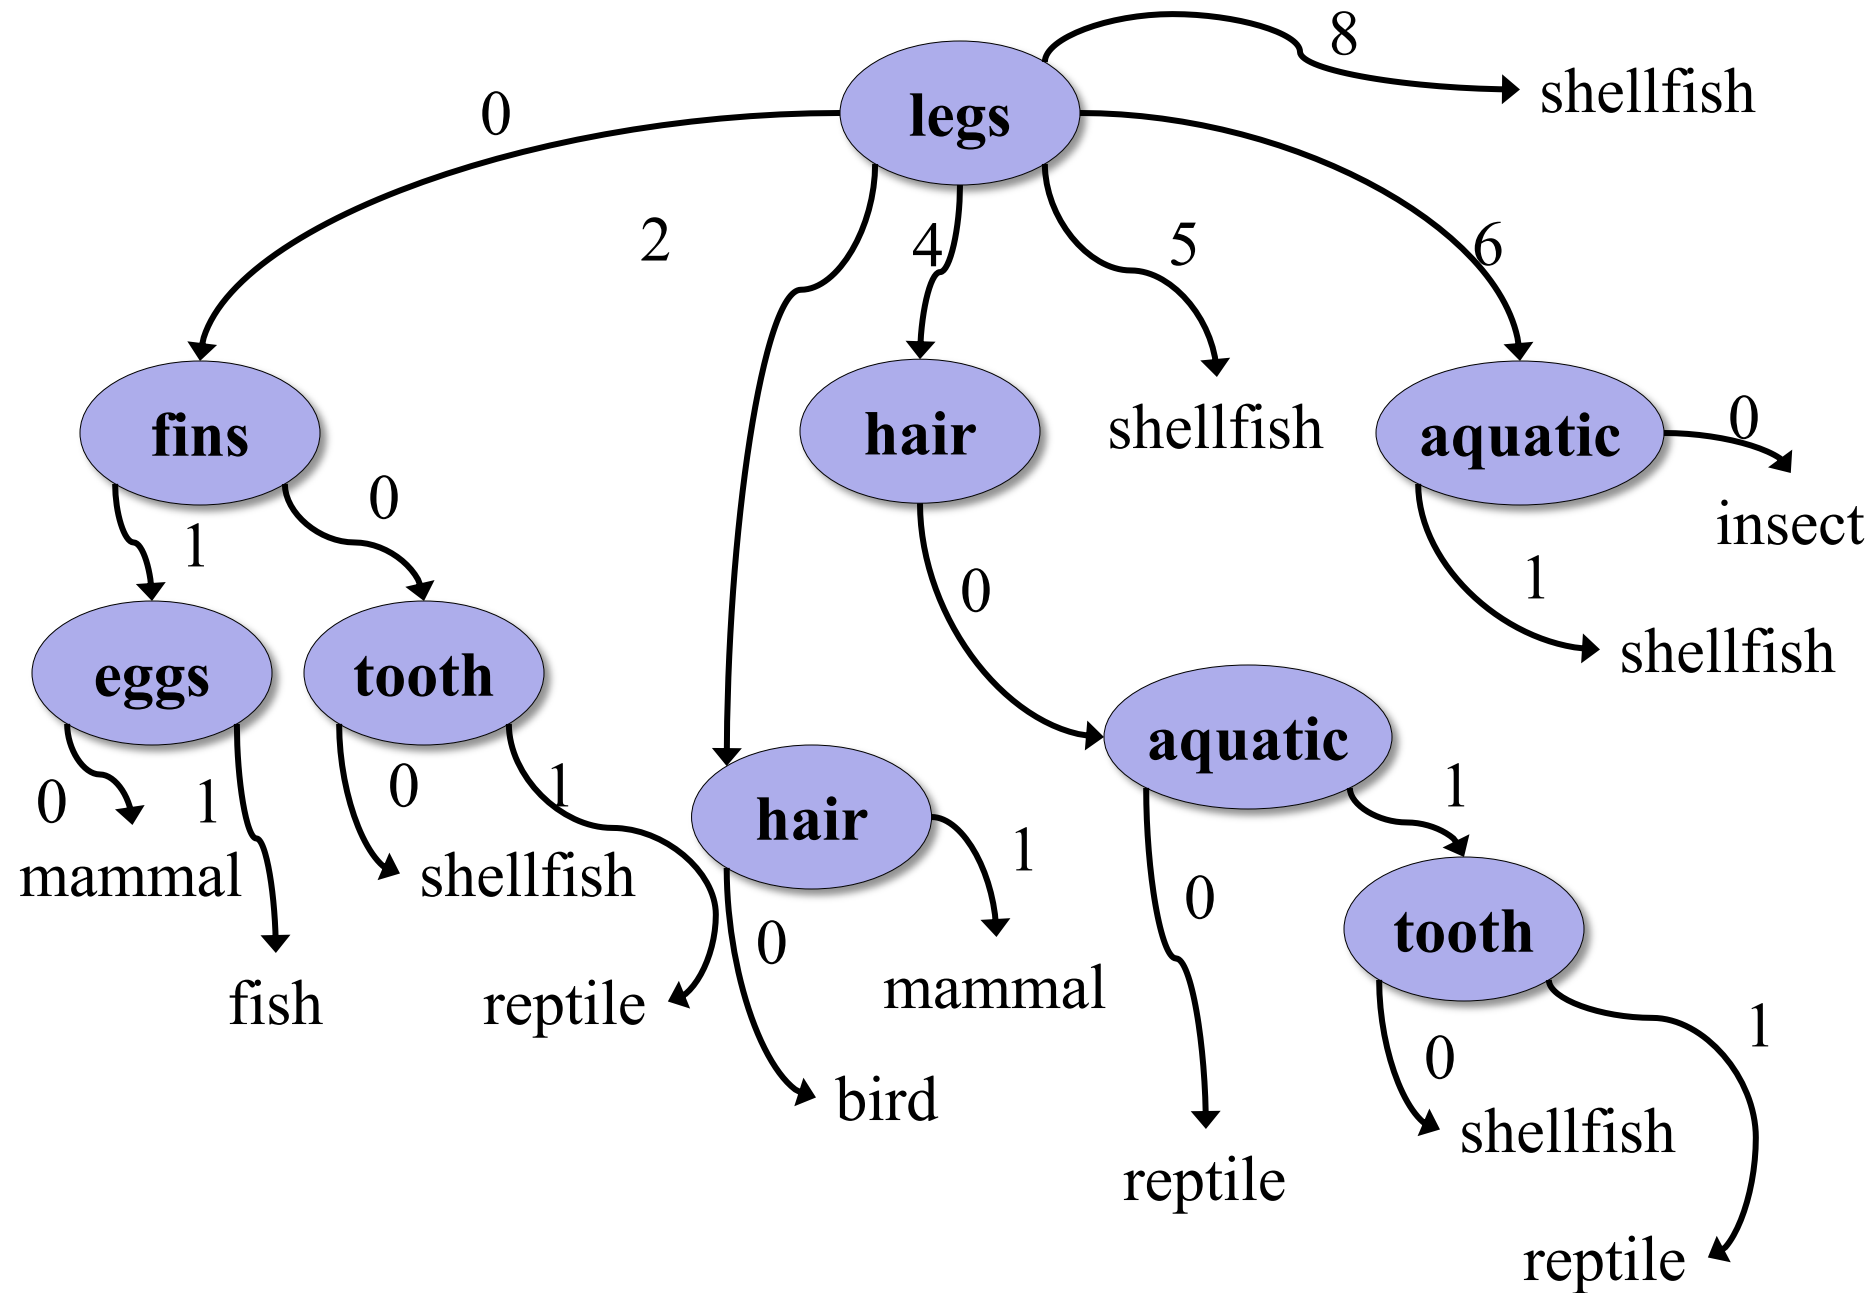 8
shellfish
legs
0
2
4
5
6
fins
hair
shellfish
aquatic
0
insect
1
0
0
1
shellfish
eggs
tooth
aquatic
0
1
0
1
hair
1
1
mammal
shellfish
0
0
tooth
fish
reptile
mammal
bird
reptile
0
1
shellfish
reptile